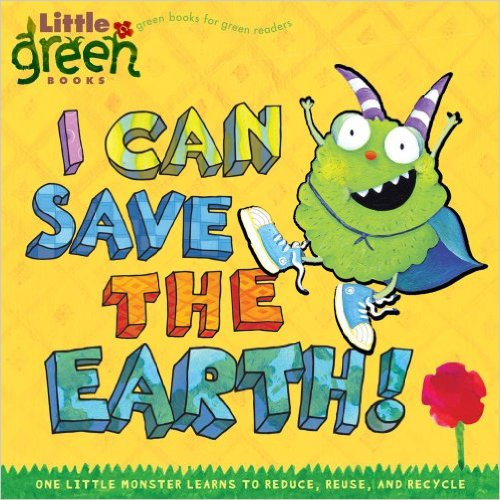 Little
green
BOOKS
green books for green readers
I CAN
SAVE
THE
EARTH!
ONE LITTLE MONSTER LEARNS TO REDUCE, REUSE, AND RECYCLE